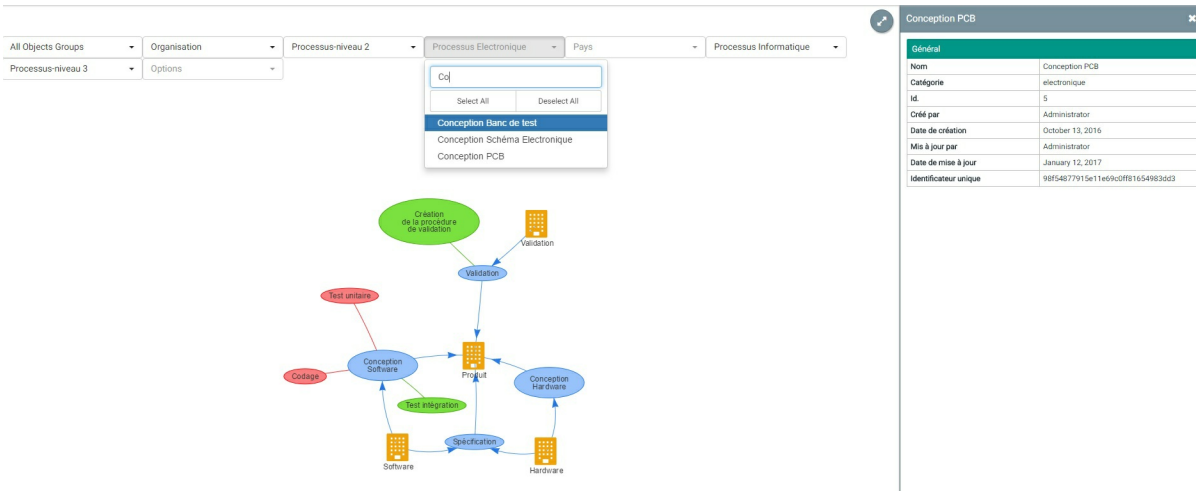 Conception PCB
All Objects Groups
Organisation
Processus-niveau 2
Processus Electronique
Pays
Processus Informatique
Processus-niveau 3
Options
Co
Select All
Deselect All
Conception Banc de test
Conception Schéma Electronique
Conception PCB
Général
Nom Conception PCB
Catégorie electronique
Id. 5
Créé par Administrator
Date de création October 13, 2016
Mis à jour par Administrator
Date de mise à jour January 12, 2017
Identificateur unique 98f54877915e11e69c0ff81654983dd3
Création
de la procédure
de validation
Validation
Validation
Test unitaire
Conception
Software
Produit
Codage
Conception
Hardware
Test intégration
Spécification
Software
Hardware